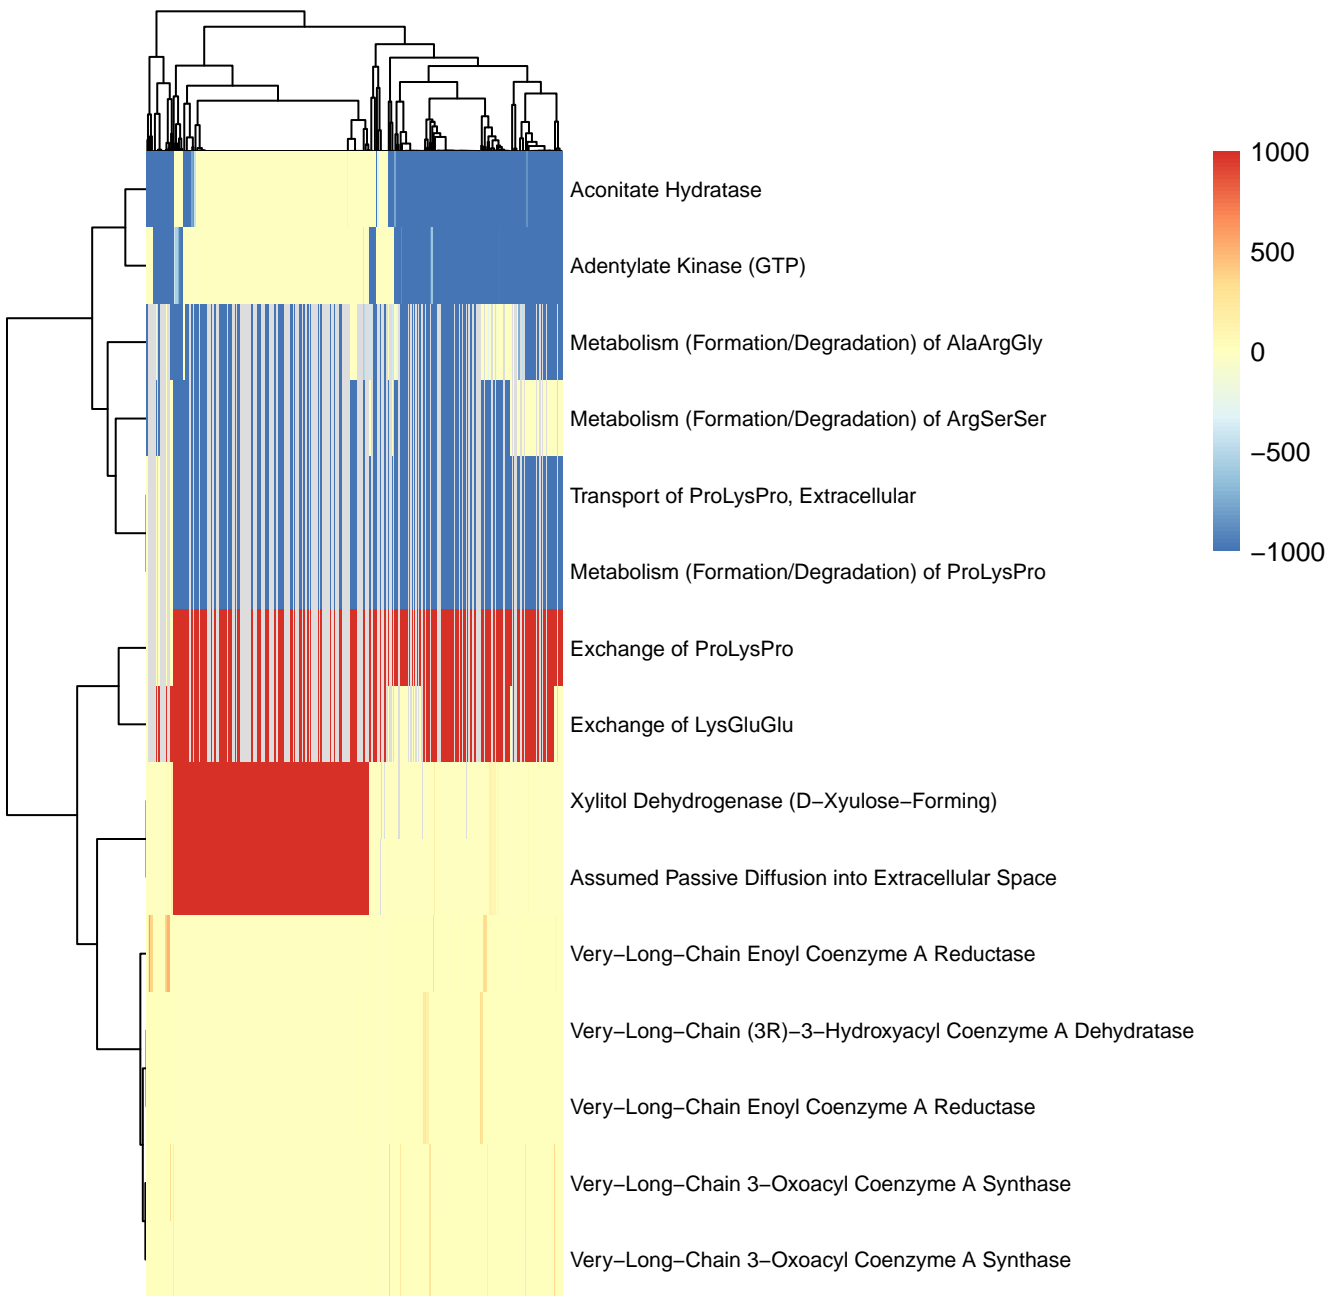 1000
Aconitate Hydratase
500
Adentylate Kinase (GTP)
Metabolism (Formation/Degradation) of AlaArgGly
0
Metabolism (Formation/Degradation) of ArgSerSer
−500
Transport of ProLysPro, Extracellular
−1000
Metabolism (Formation/Degradation) of ProLysPro
Exchange of ProLysPro
Exchange of LysGluGlu
Xylitol Dehydrogenase (D−Xyulose−Forming)
Assumed Passive Diffusion into Extracellular Space
Very−Long−Chain Enoyl Coenzyme A Reductase
Very−Long−Chain (3R)−3−Hydroxyacyl Coenzyme A Dehydratase
Very−Long−Chain Enoyl Coenzyme A Reductase
Very−Long−Chain 3−Oxoacyl Coenzyme A Synthase
Very−Long−Chain 3−Oxoacyl Coenzyme A Synthase